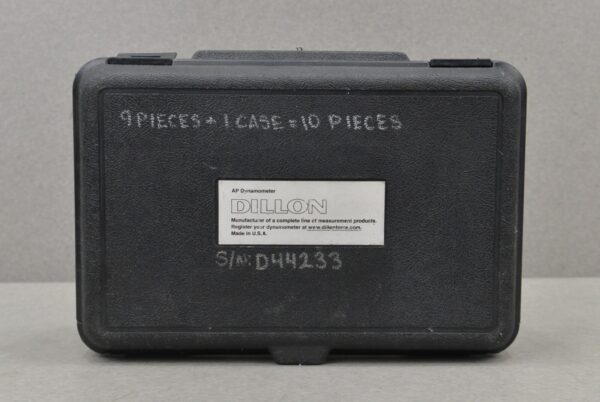 9 PIECES + 1 CASE = 10 PIECES
AP Dynamometer
DILLON
Manufacturer of a complete line of measurement products.
Register your dynamometer at www.dillonforce.com.
Made in U.S.A.
S/N: D44233